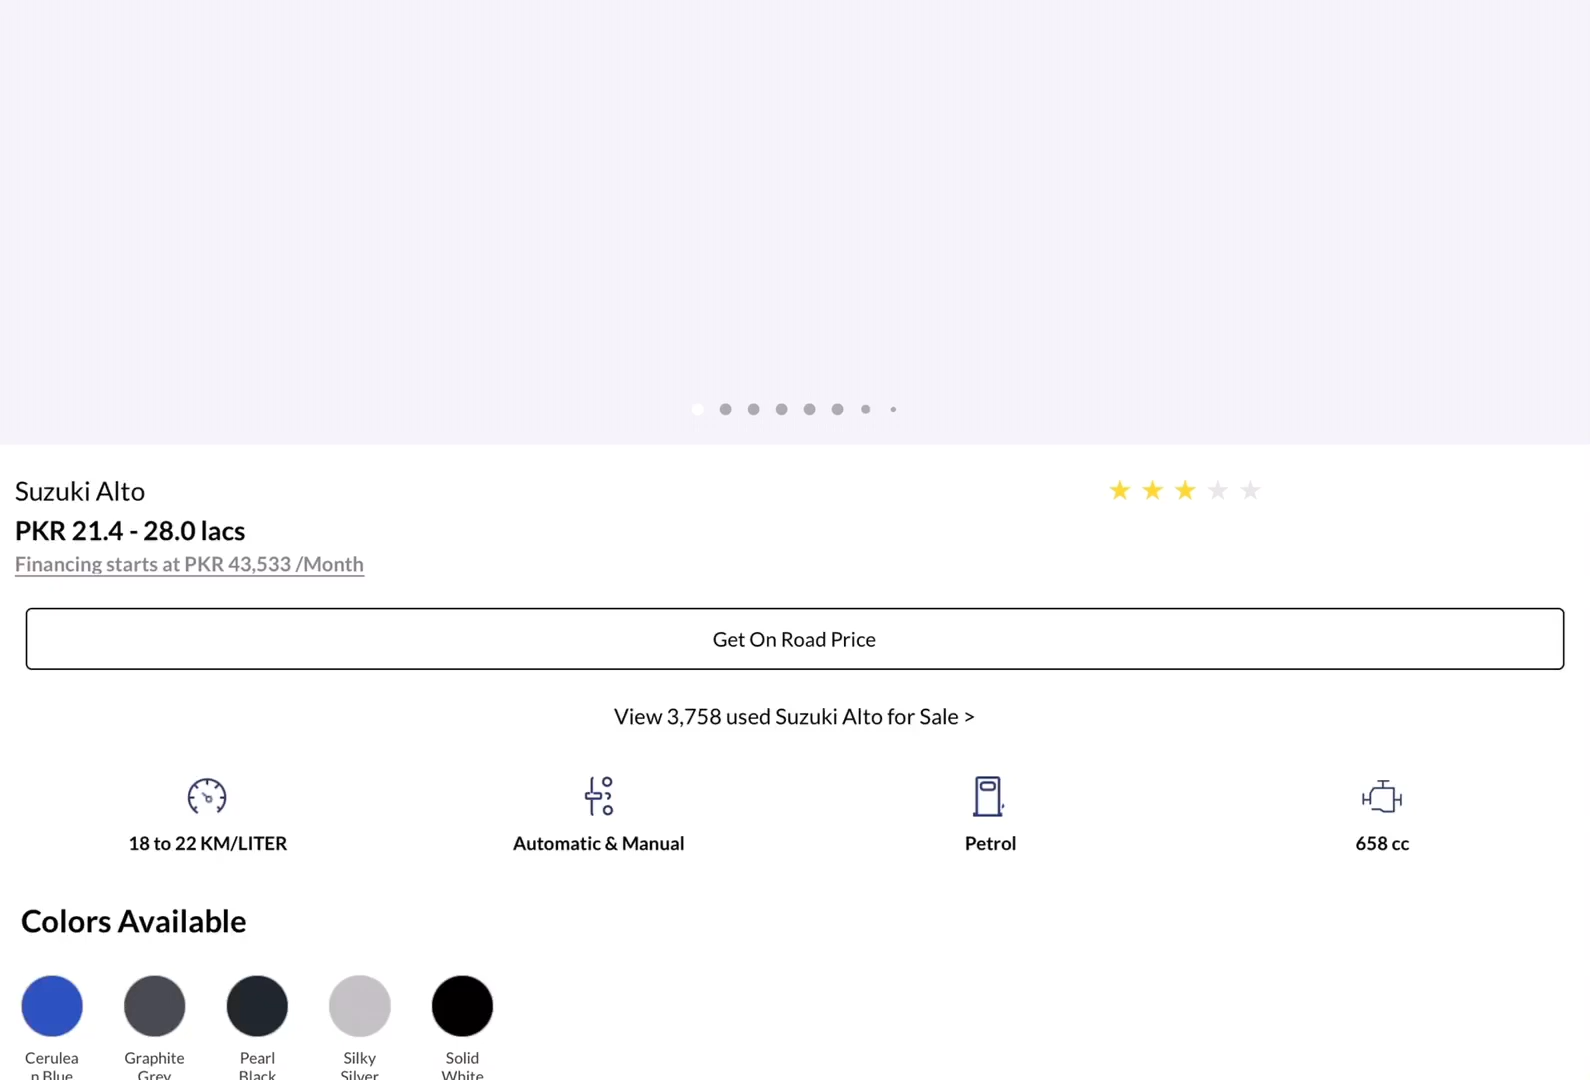 Suzuki Alto
PKR 21.4 - 28.0 lacs
Financing starts at PKR 43,533 /Month
Get On Road Price
View 3,758 used Suzuki Alto for Sale >
18 to 22 KM/LITER
Automatic & Manual
Petrol
658 cc
Colors Available
Cerulea
n Blue
Graphite
Grey
Pearl
Black
Silky
Silver
Solid
White